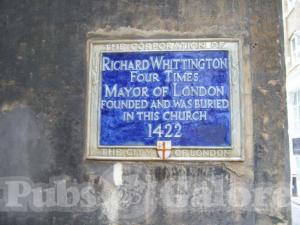 THE CORPORATION OF
RICHARD WHITTINGTON
FOUR TIMES
MAYOR OF LONDON
FOUNDED AND WAS BURIED
IN THIS CHURCH
1422
THE CITY OF LONDON
Pubs Galore